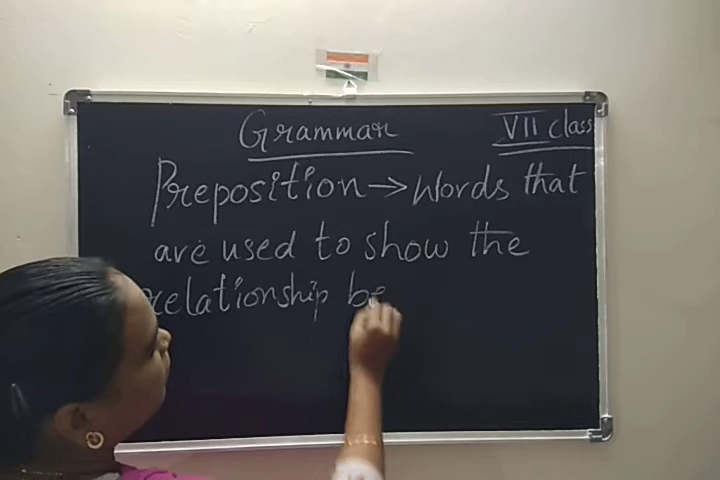 Grammar
VII class
Preposition → Words that
are used to show the
relationship be